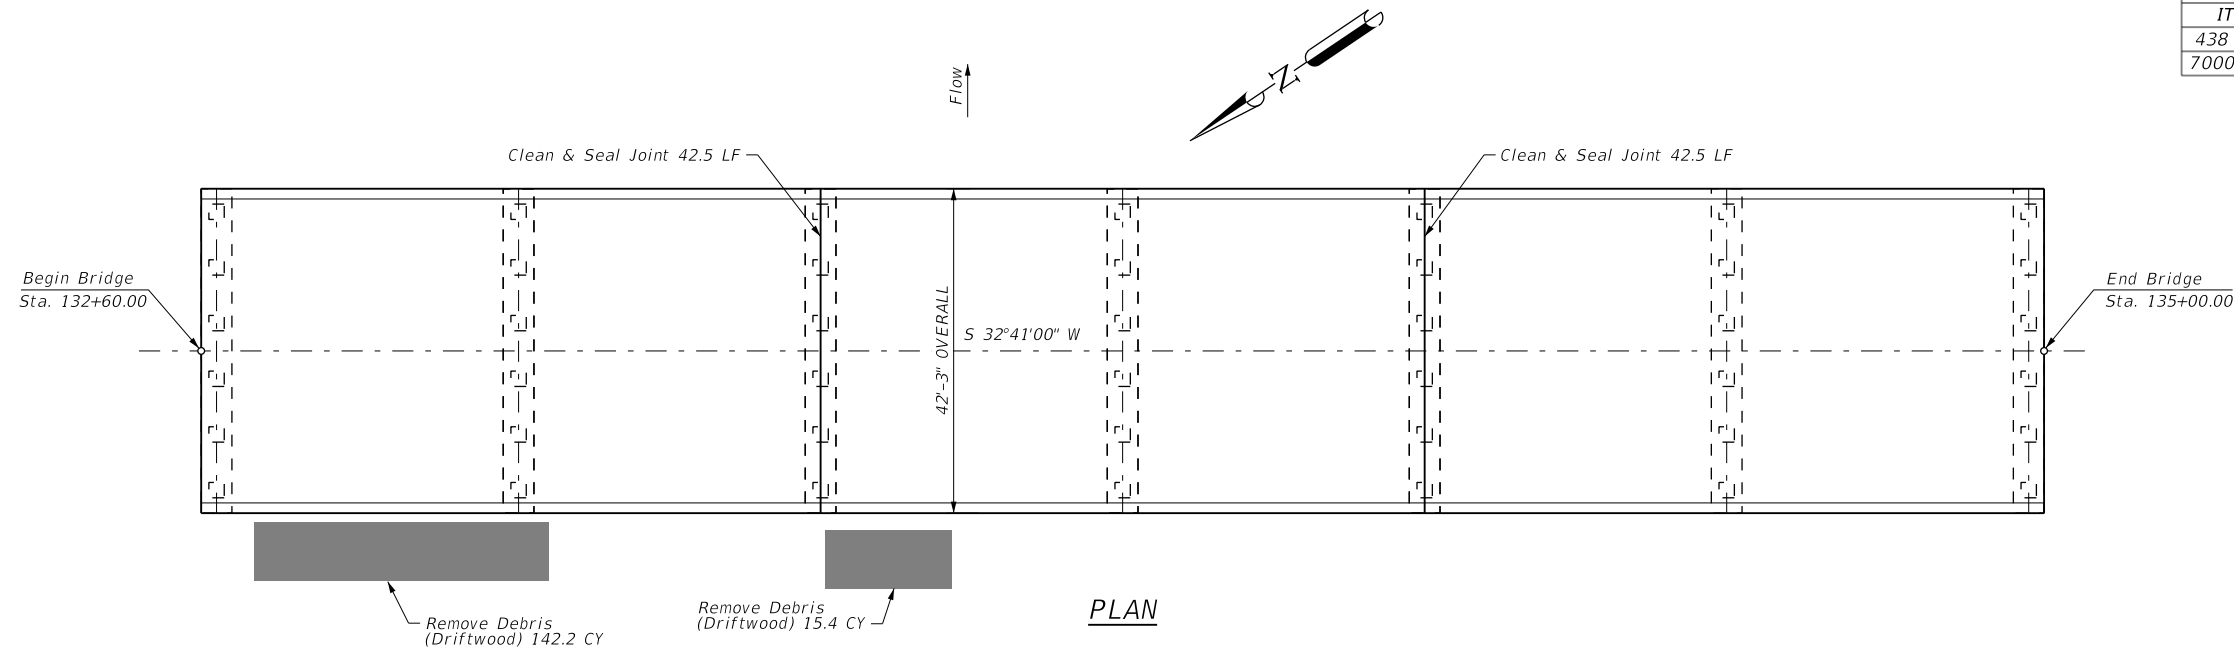 IT
438
7000
N
Flow
Clean & Seal Joint 42.5 LF
Clean & Seal Joint 42.5 LF
Begin Bridge
Sta. 132+60.00
End Bridge
Sta. 135+00.00
42'-3" OVERALL
S 32°41'00" W
Remove Debris
(Driftwood) 142.2 CY
Remove Debris
(Driftwood) 15.4 CY
PLAN